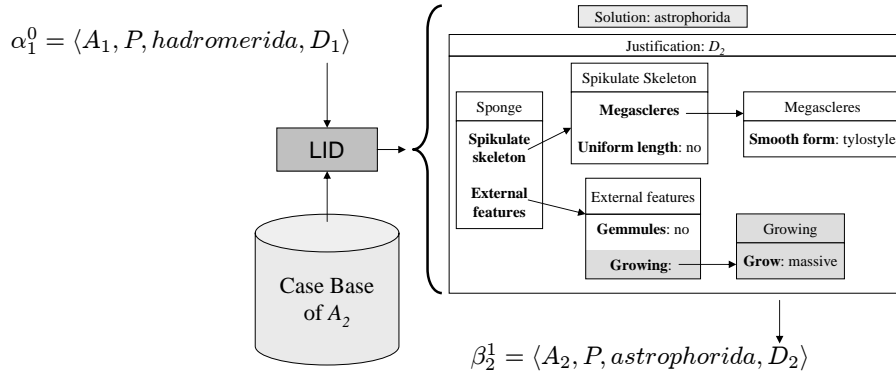 Solution: astrophorida
α₁⁰ = ⟨A₁, P, hadromerida, D₁⟩
Justification: D₂
Spikulate Skeleton
Sponge
Megascleres
Megascleres
Spikulate
skeleton
Uniform length: no
Smooth form: tylostyle
LID
External
features
External features
Gemmules: no
Growing
Growing:
Grow: massive
Case Base
of A₂
β₂¹ = ⟨A₂, P, astrophorida, D₂⟩